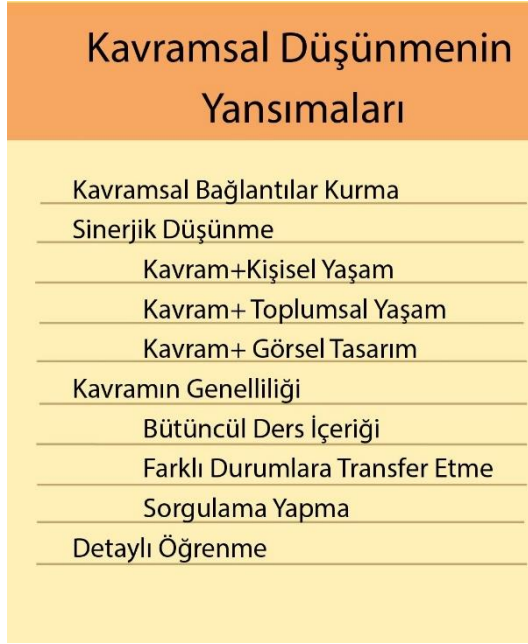 Kavramsal Düşünmenin
Yansımaları
Kavramsal Bağlantılar Kurma
Sinerjik Düşünme
Kavram+Kişisel Yaşam
Kavram+ Toplumsal Yaşam
Kavram+ Görsel Tasarım
Kavramın Genelliliği
Bütüncül Ders İçeriği
Farklı Durumlara Transfer Etme
Sorgulama Yapma
Detaylı Öğrenme